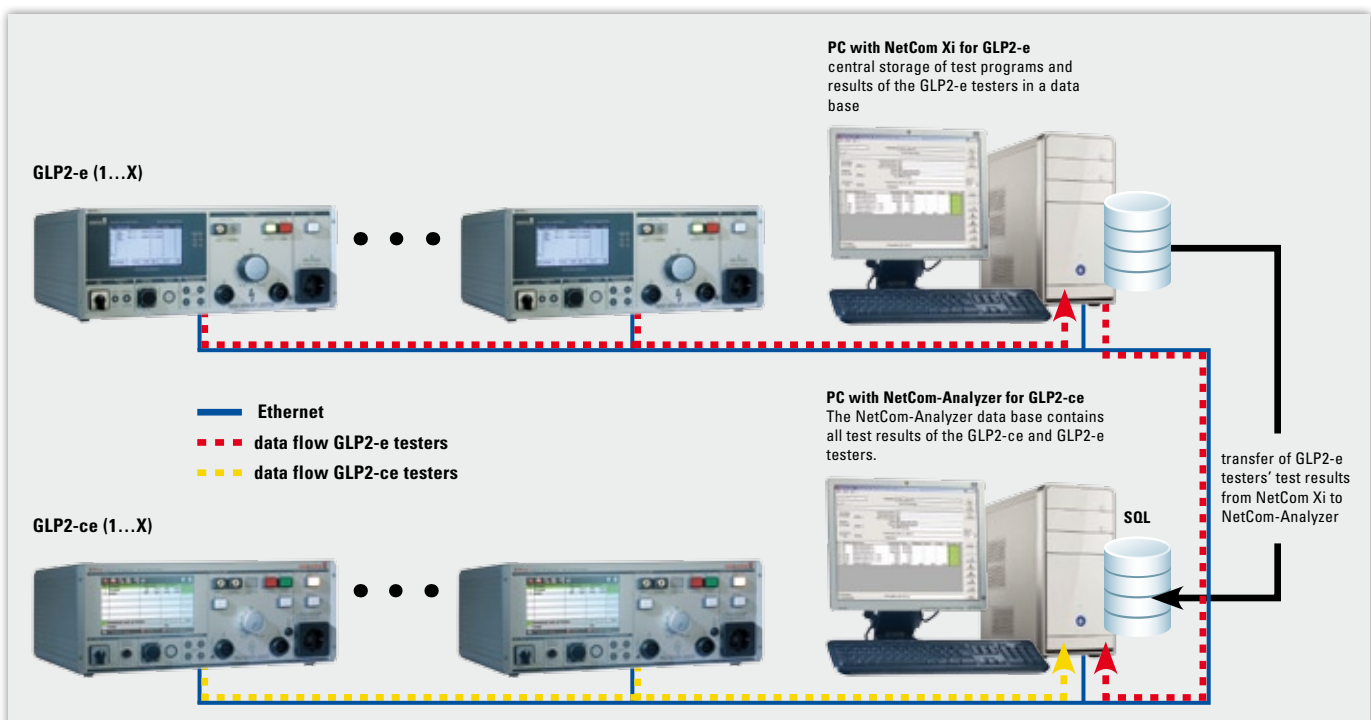 PC with NetCom Xi for GLP2-e
central storage of test programs and
results of the GLP2-e testers in a data
base
GLP2-e (1...X)
Ethernet
data flow GLP2-e testers
data flow GLP2-ce testers
PC with NetCom-Analyzer for GLP2-ce
The NetCom-Analyzer data base contains
all test results of the GLP2-ce and GLP2-e
testers.
transfer of GLP2-e
testers' test results
from NetCom Xi to
NetCom-Analyzer
GLP2-ce (1...X)
SQL